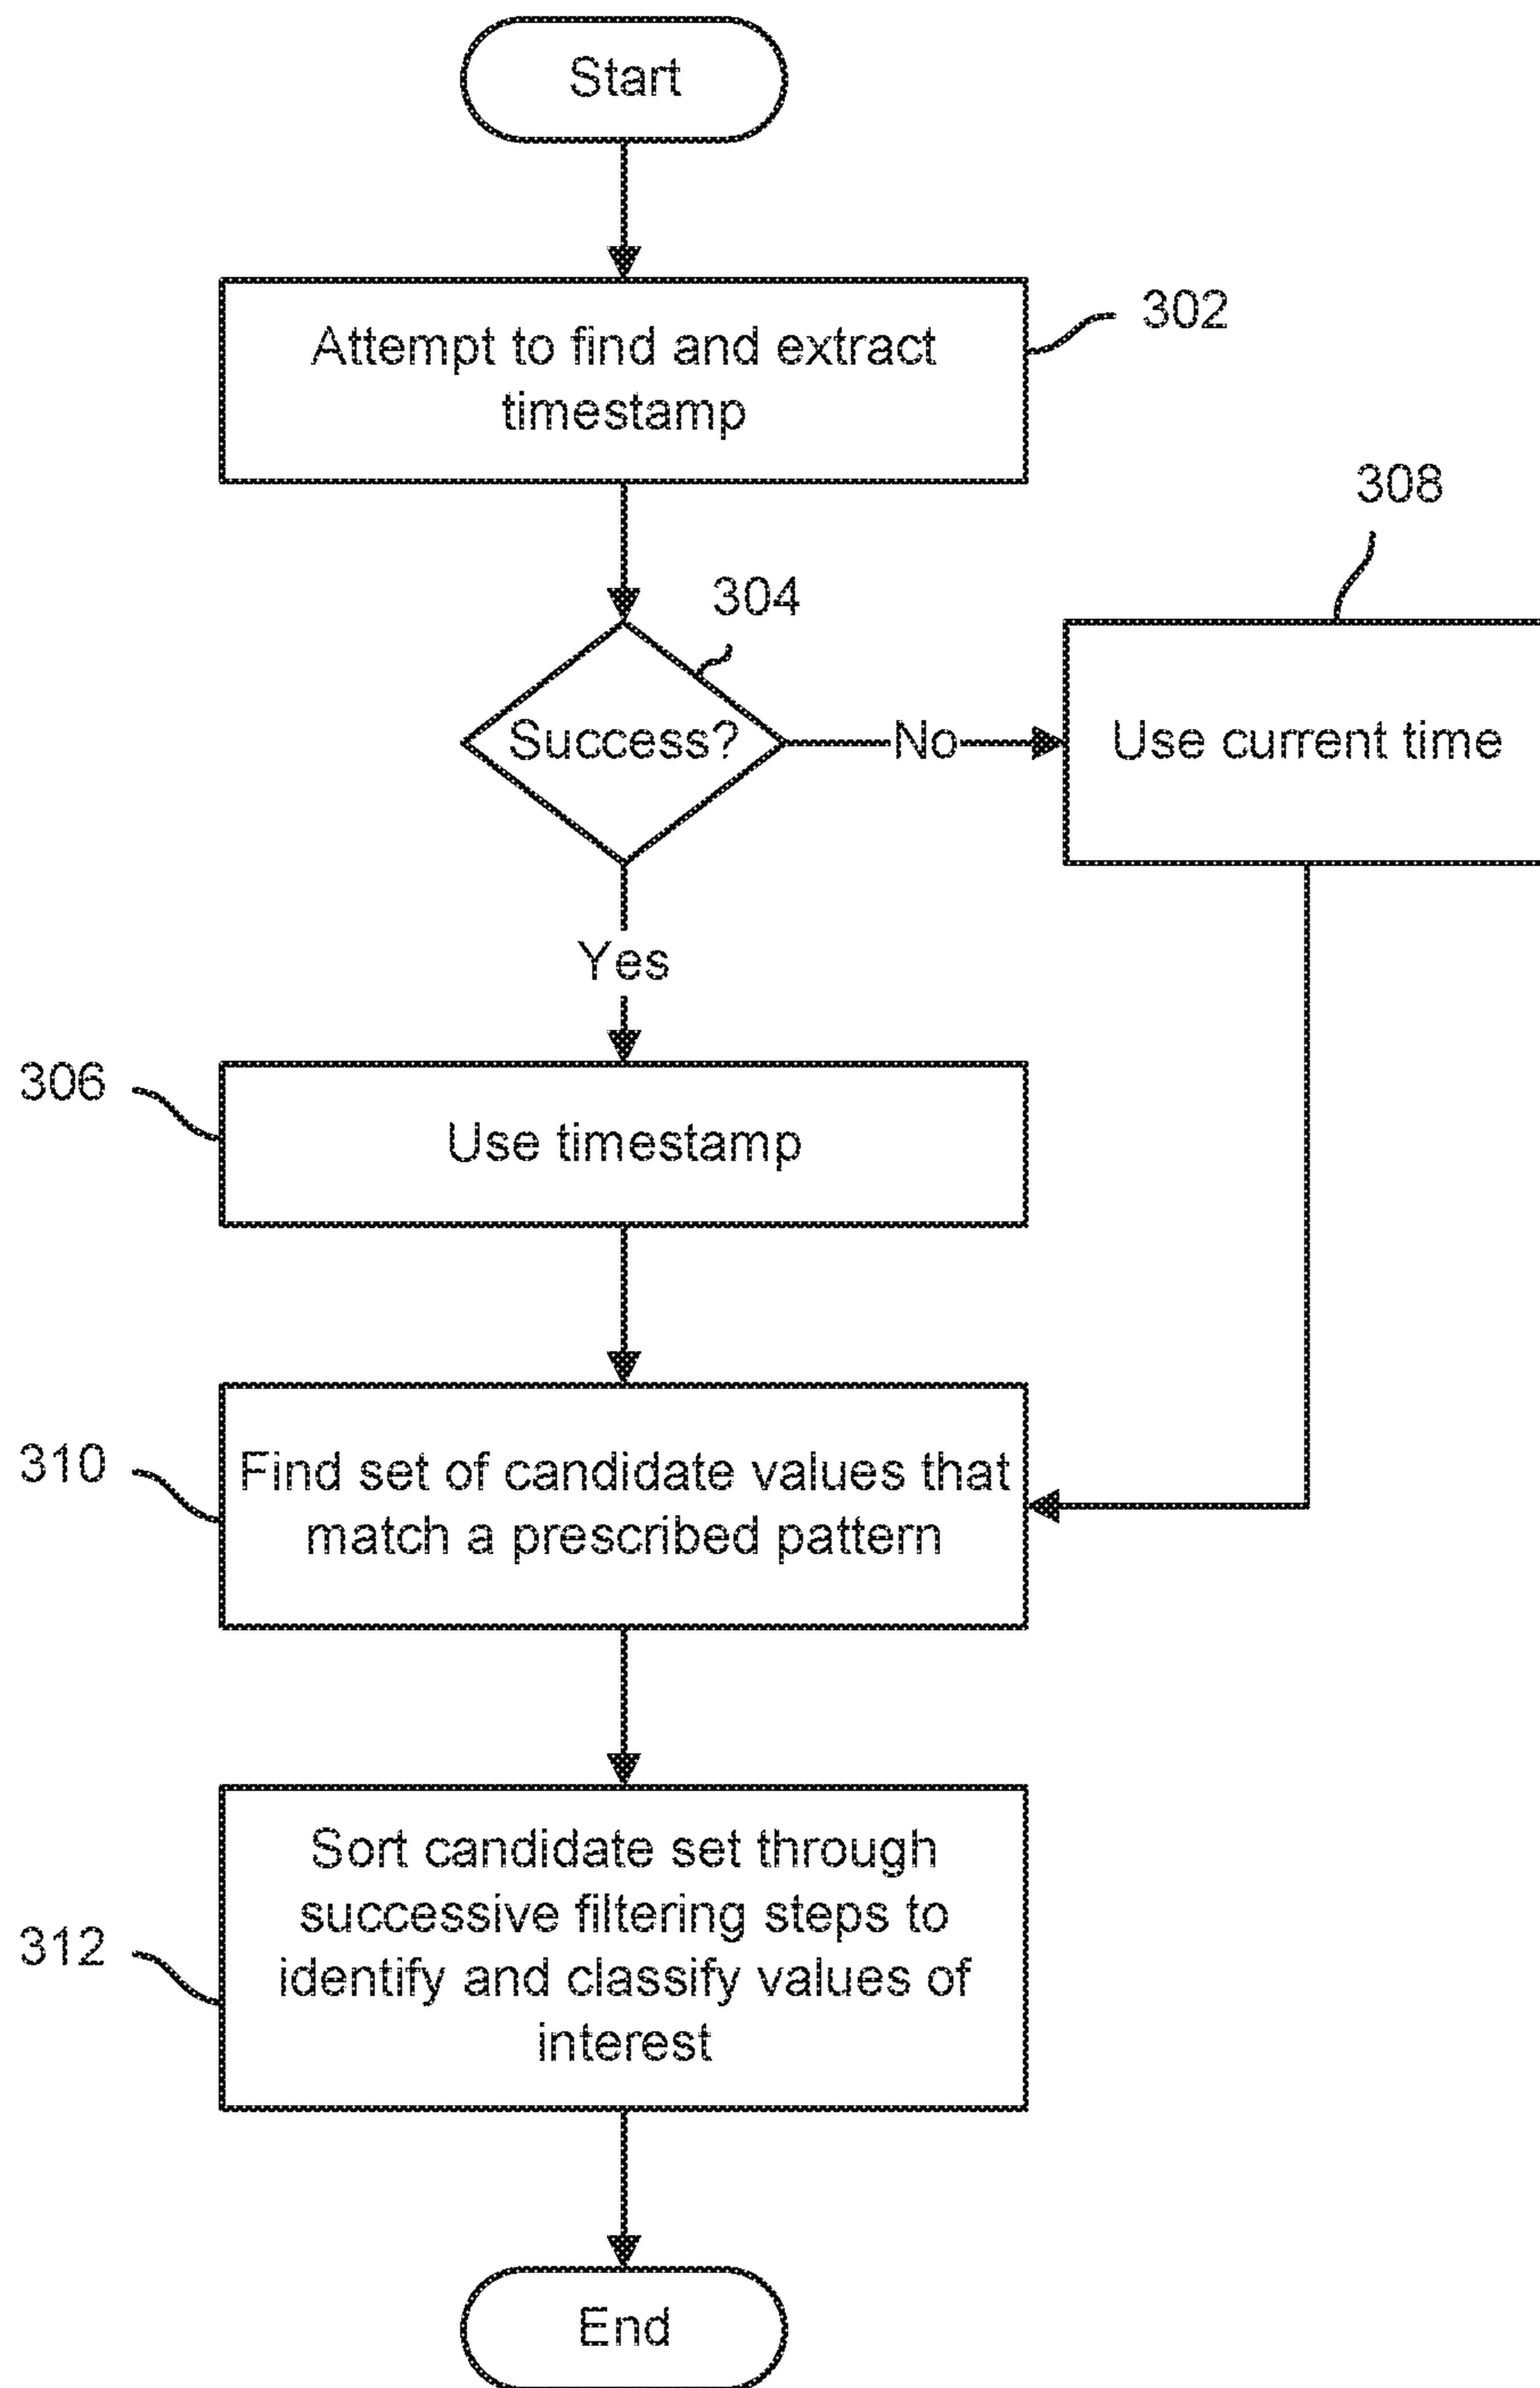 Start
Attempt to find and extract
timestamp
302
308
304
Success?
No
Use current time
Yes
306
Use timestamp
310
Find set of candidate values that
match a prescribed pattern
312
Sort candidate set through
successive filtering steps to
identify and classify values of
interest
End